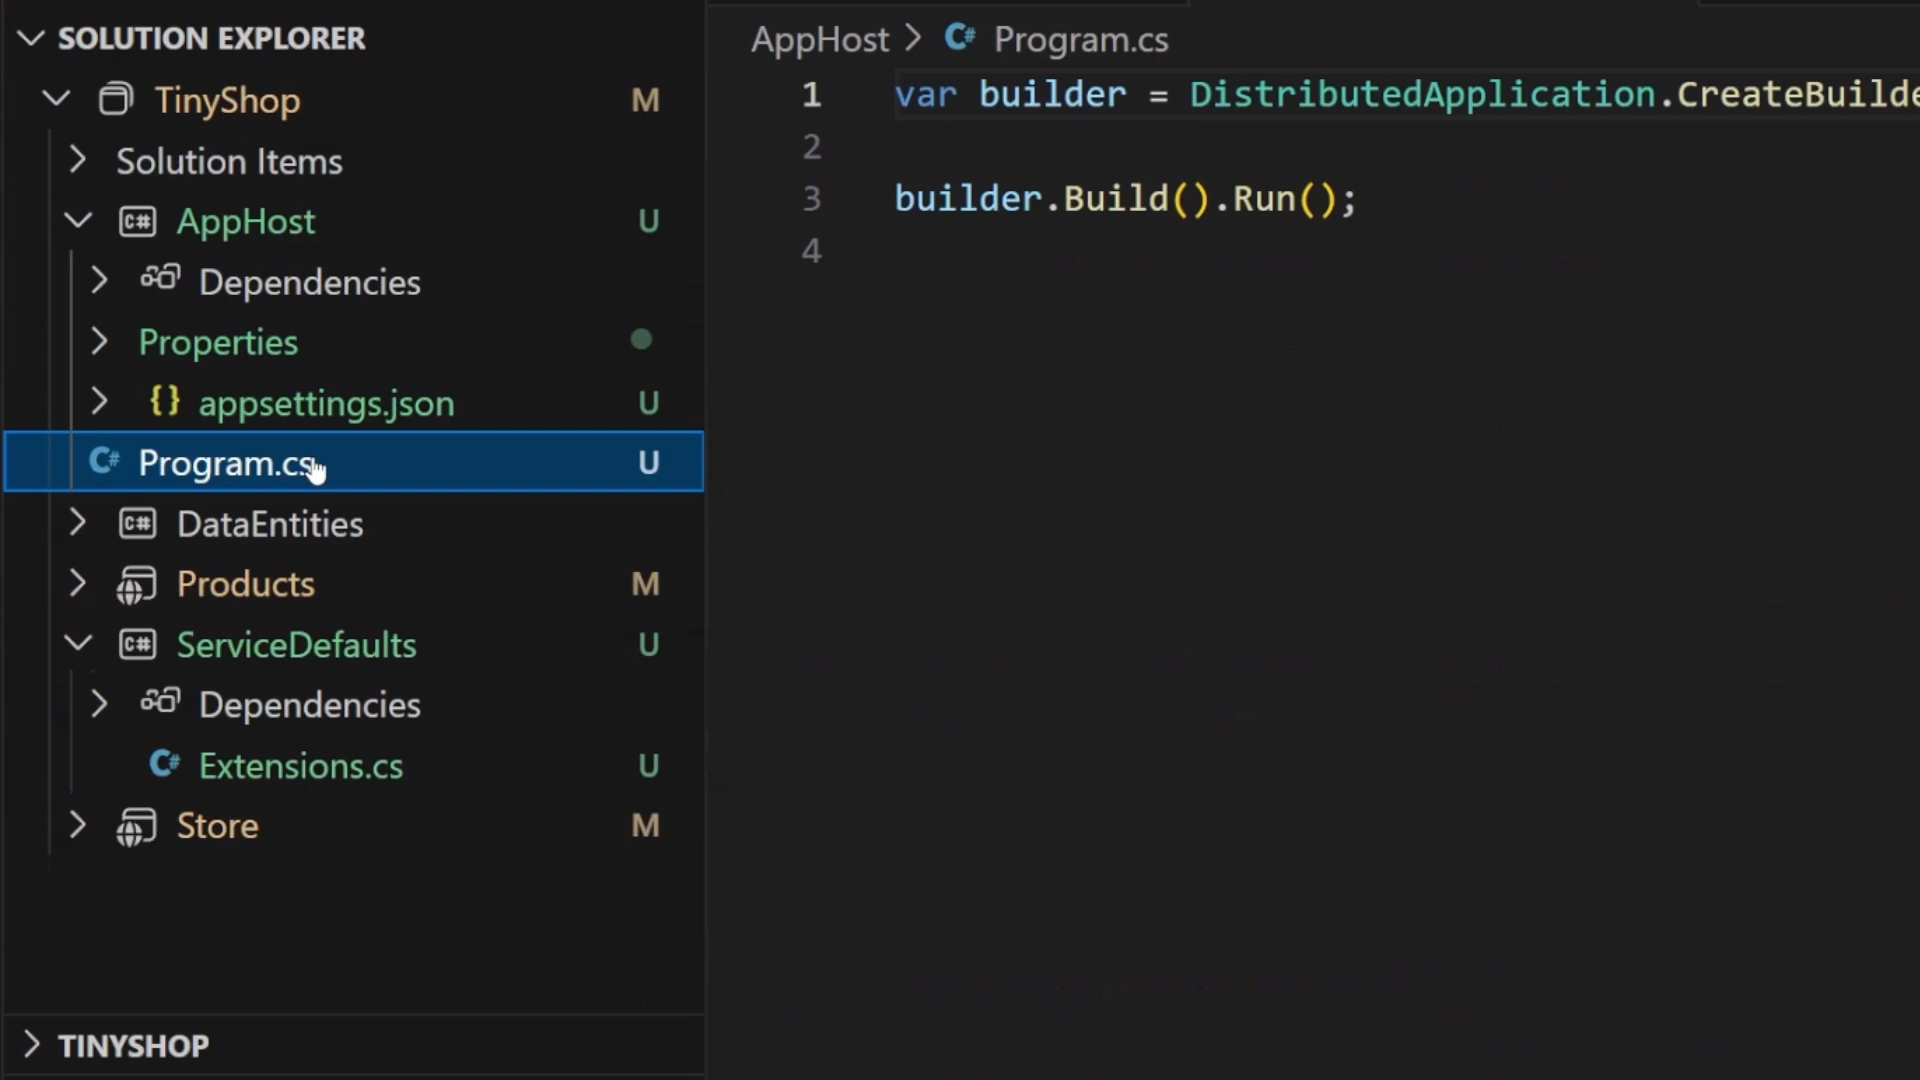 SOLUTION EXPLORER
TinyShop M
Solution Items
AppHost U
Dependencies
Properties
appsettings.json U
Program.cs U
DataEntities
Products M
ServiceDefaults U
Dependencies
Extensions.cs U
Store M
TINYSHOP
AppHost > Program.cs
1 var builder = DistributedApplication.CreateBuilde
2
3 builder.Build().Run();
4